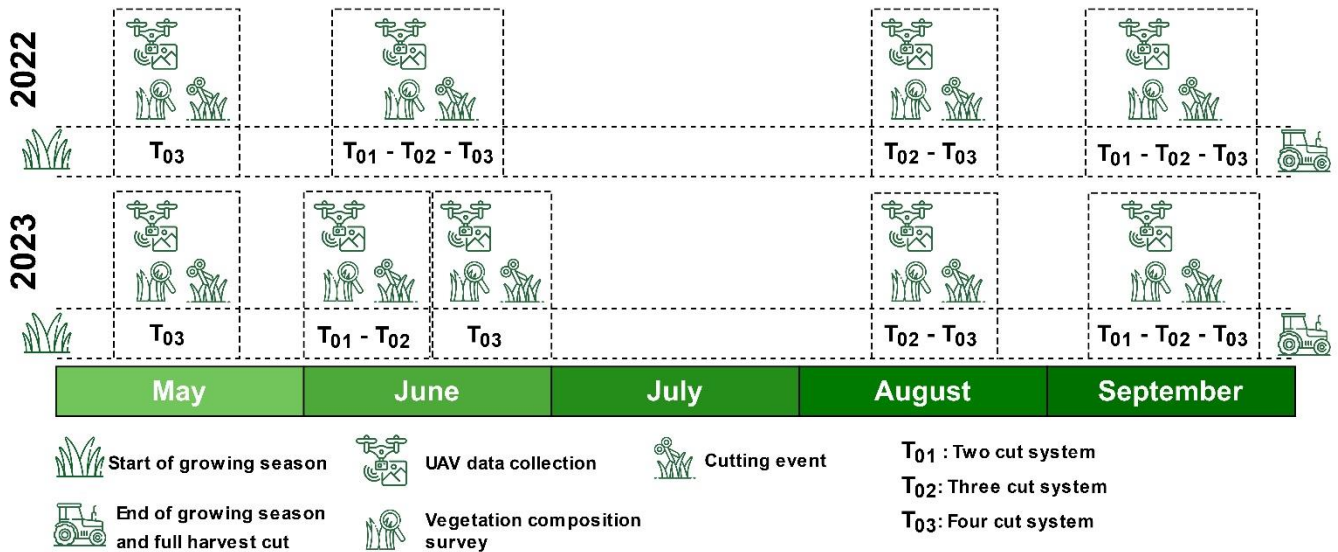 2022
T03
T01 - T02 - T03
T02 - T03
T01 - T02 - T03
2023
T03
T01 - T02
T03
T02 - T03
T01 - T02 - T03
May
June
July
August
September
Start of growing season
UAV data collection
Cutting event
T01 : Two cut system
T02: Three cut system
T03: Four cut system
End of growing season
and full harvest cut
Vegetation composition
survey